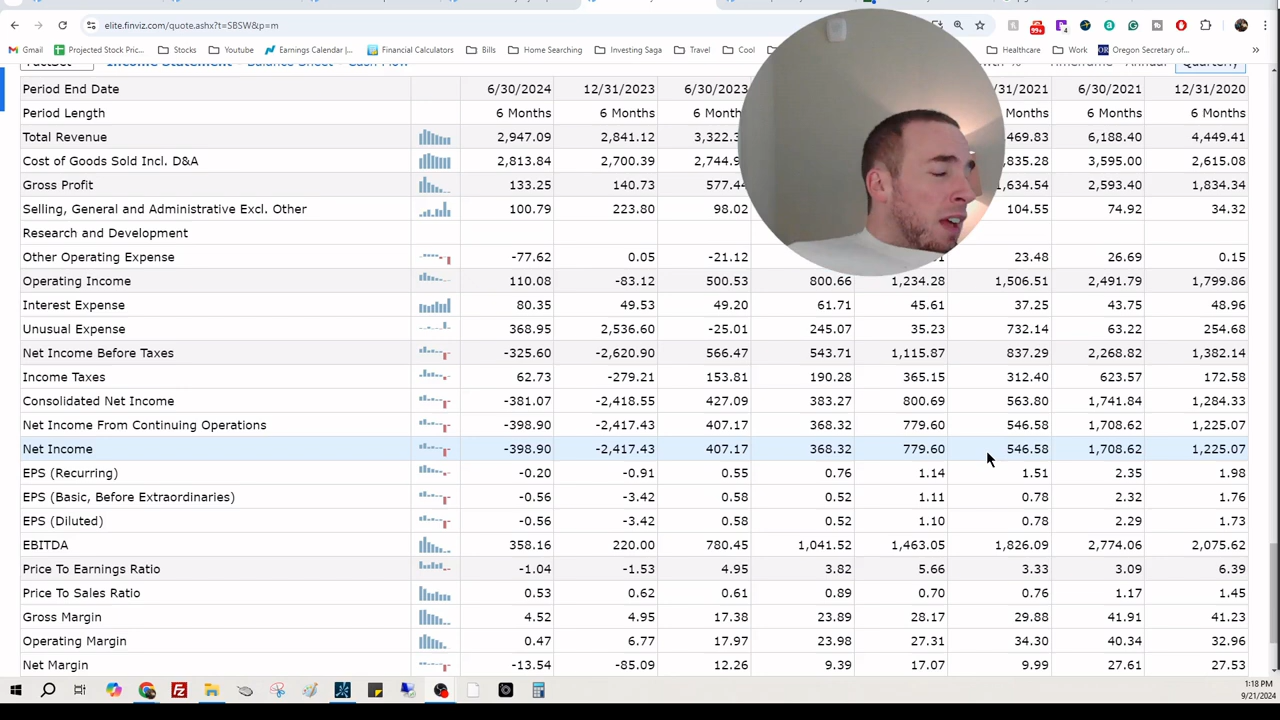 elite.finviz.com/quote.ashx?t=SBSW&p=m
Gmail Projected Stock Pric... Stocks Youtube Earnings Calendar |... Financial Calculators Bills Home Searching Investing Saga Travel Cool Healthcare Work Oregon Secretary of... »
Income Statement Balance Sheet Cash Flow Quarterly
Period End Date 6/30/2024 12/31/2023 6/30/2023 /31/2021 6/30/2021 12/31/2020
Period Length 6 Months 6 Months 6 Month Months 6 Months 6 Months
Total Revenue 2,947.09 2,841.12 3,322.3 469.83 6,188.40 4,449.41
Cost of Goods Sold Incl. D&A 2,813.84 2,700.39 2,744.9 835.28 3,595.00 2,615.08
Gross Profit 133.25 140.73 577.44 1,634.54 2,593.40 1,834.34
Selling, General and Administrative Excl. Other 100.79 223.80 98.02 104.55 74.92 34.32
Research and Development
Other Operating Expense -77.62 0.05 -21.12 23.48 26.69 0.15
Operating Income 110.08 -83.12 500.53 800.66 1,234.28 1,506.51 2,491.79 1,799.86
Interest Expense 80.35 49.53 49.20 61.71 45.61 37.25 43.75 48.96
Unusual Expense 368.95 2,536.60 -25.01 245.07 35.23 732.14 63.22 254.68
Net Income Before Taxes -325.60 -2,620.90 566.47 543.71 1,115.87 837.29 2,268.82 1,382.14
Income Taxes 62.73 -279.21 153.81 190.28 365.15 312.40 623.57 172.58
Consolidated Net Income -381.07 -2,418.55 427.09 383.27 800.69 563.80 1,741.84 1,284.33
Net Income From Continuing Operations -398.90 -2,417.43 407.17 368.32 779.60 546.58 1,708.62 1,225.07
Net Income -398.90 -2,417.43 407.17 368.32 779.60 546.58 1,708.62 1,225.07
EPS (Recurring) -0.20 -0.91 0.55 0.76 1.14 1.51 2.35 1.98
EPS (Basic, Before Extraordinaries) -0.56 -3.42 0.58 0.52 1.11 0.78 2.32 1.76
EPS (Diluted) -0.56 -3.42 0.58 0.52 1.10 0.78 2.29 1.73
EBITDA 358.16 220.00 780.45 1,041.52 1,463.05 1,826.09 2,774.06 2,075.62
Price To Earnings Ratio -1.04 -1.53 4.95 3.82 5.66 3.33 3.09 6.39
Price To Sales Ratio 0.53 0.62 0.61 0.89 0.70 0.76 1.17 1.45
Gross Margin 4.52 4.95 17.38 23.89 28.17 29.88 41.91 41.23
Operating Margin 0.47 6.77 17.97 23.98 27.31 34.30 40.34 32.96
Net Margin -13.54 -85.09 12.26 9.39 17.07 9.99 27.61 27.53
1:18 PM
9/21/2024